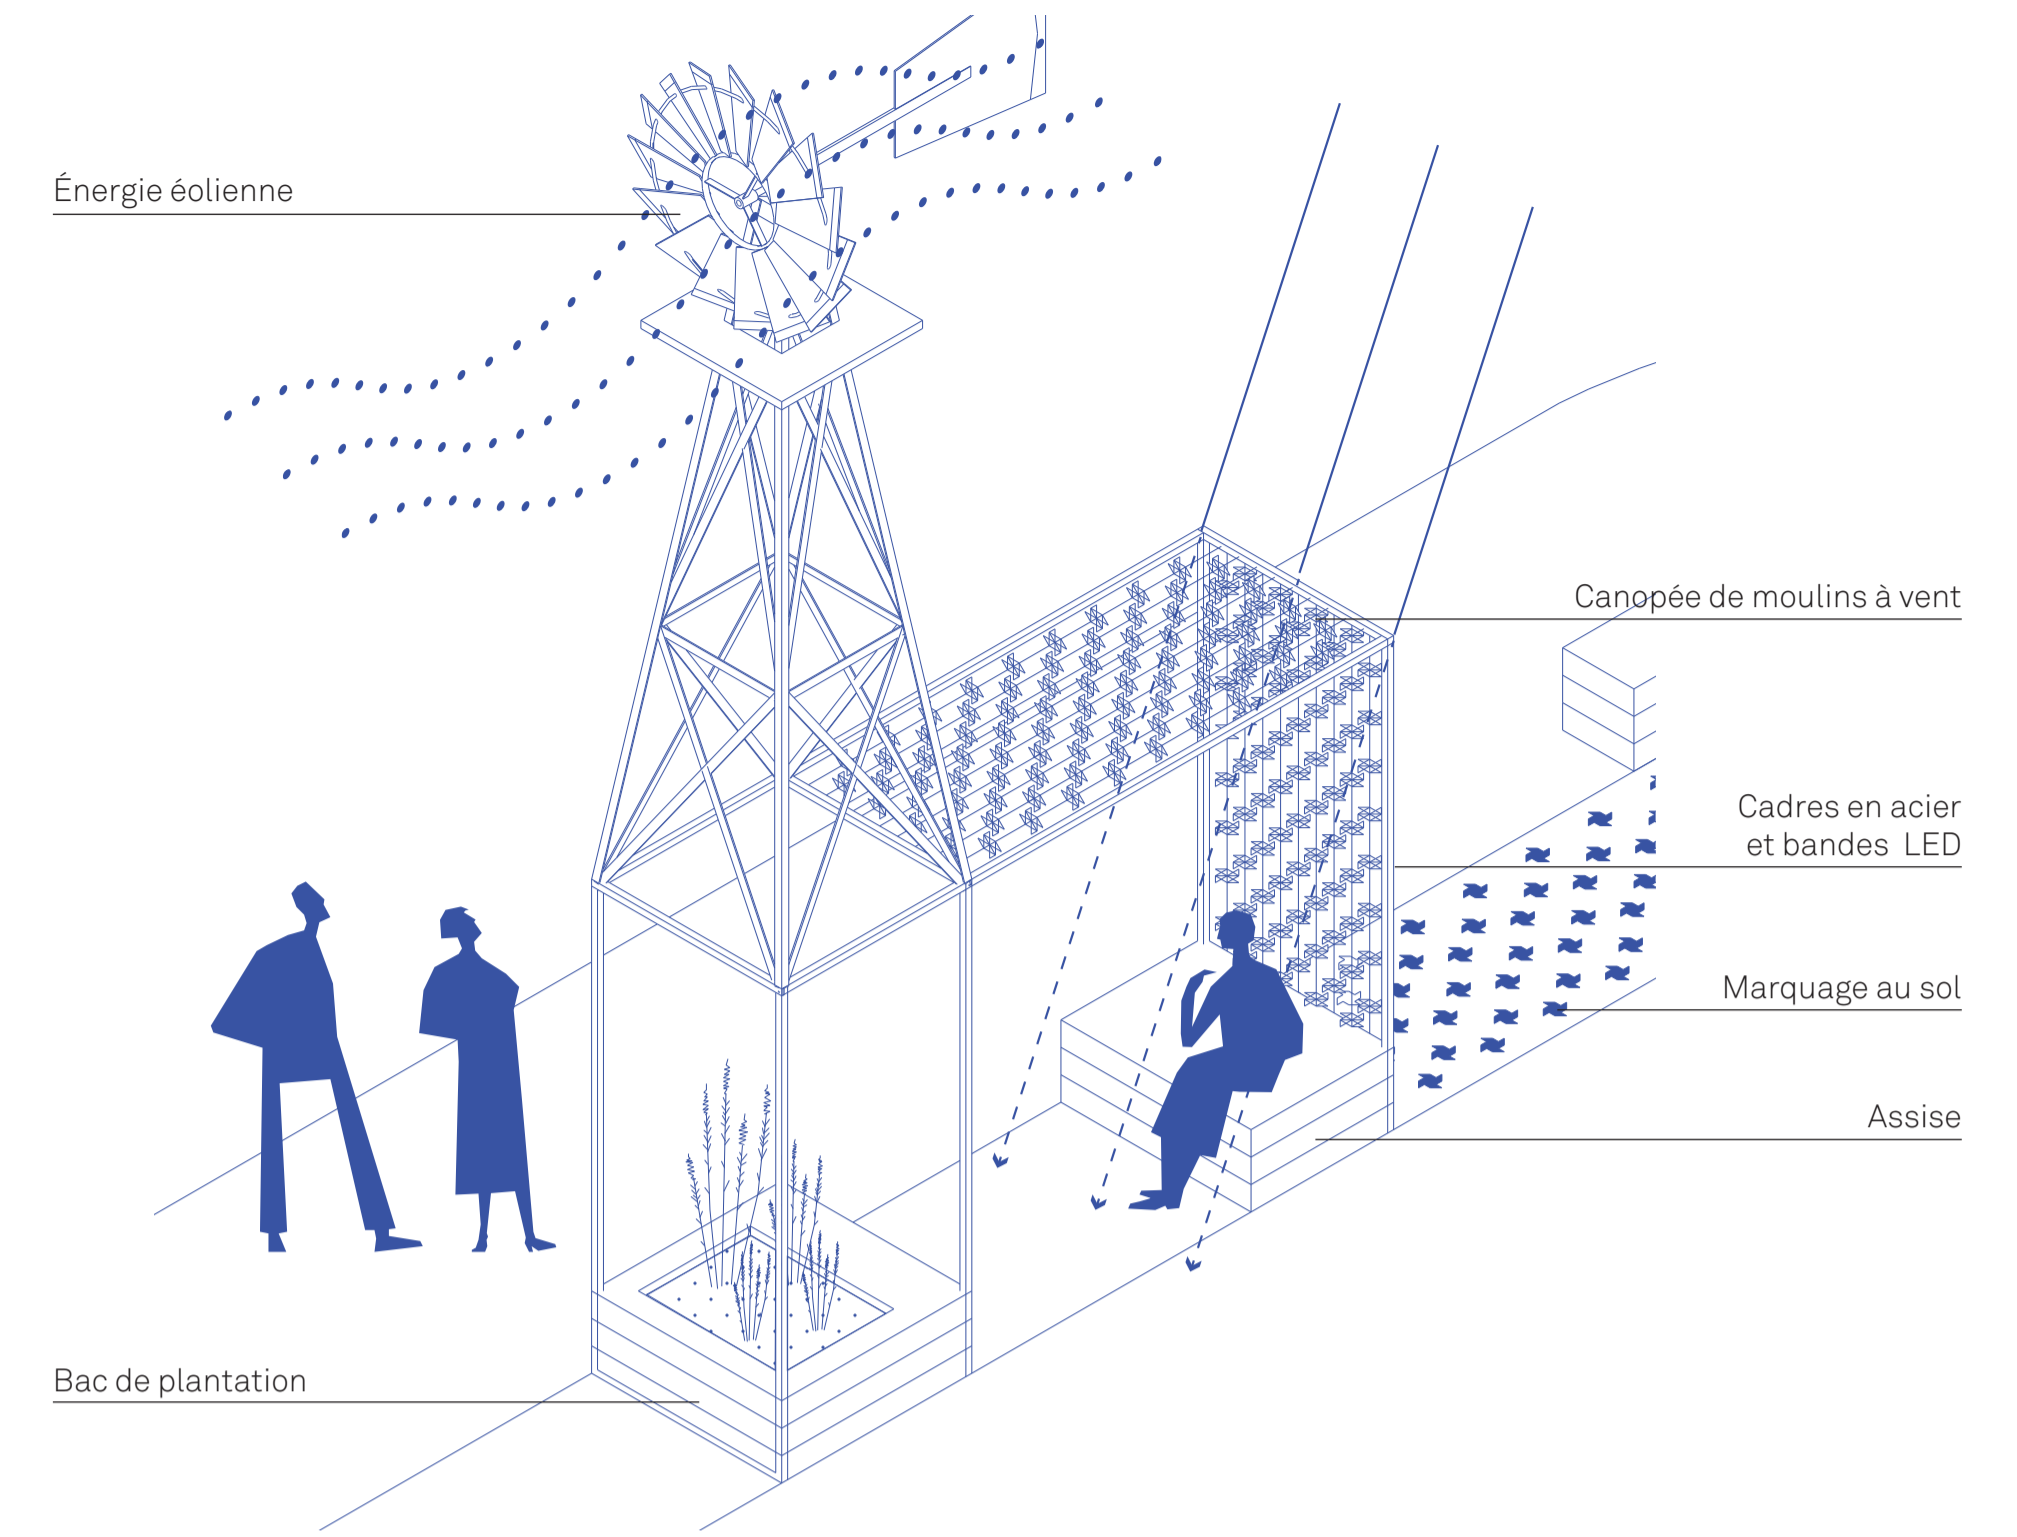 Énergie éolienne
Canopée de moulins à vent
Cadres en acier
et bandes LED
Marquage au sol
Assise
Bac de plantation